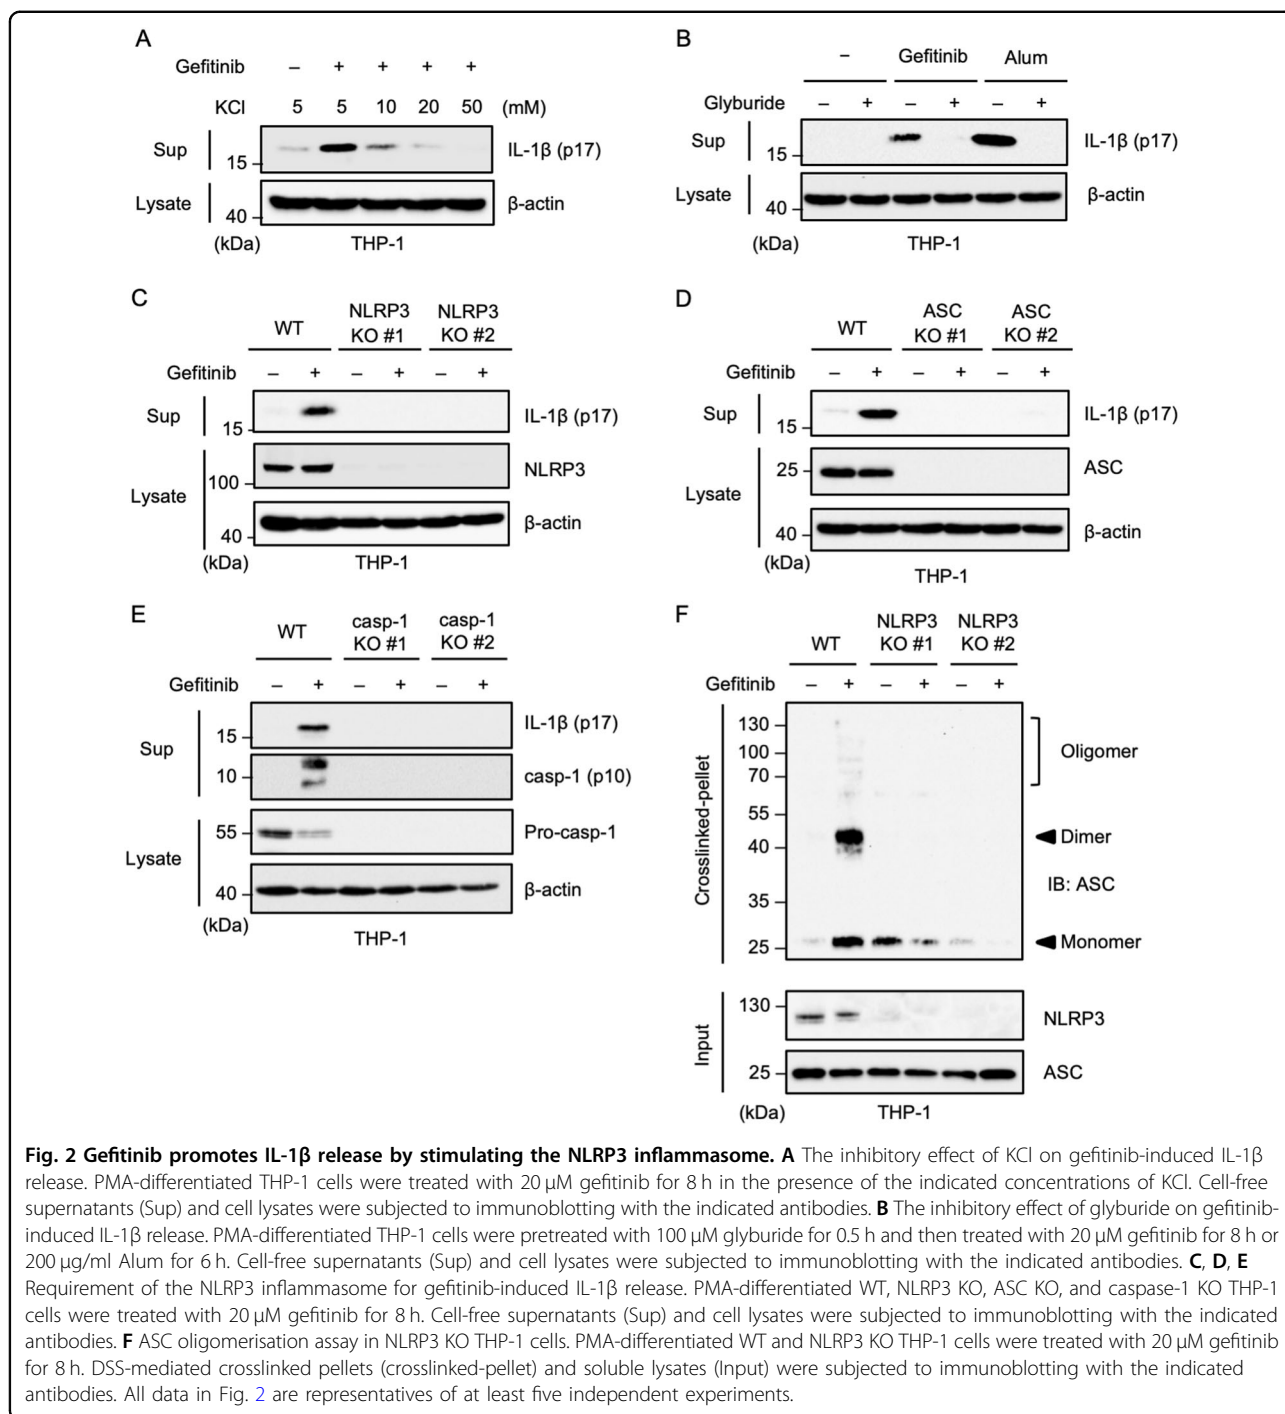 A
Gefitinib – + + + +
KCl 5 5 10 20 50 (mM)
Sup
15
IL-1β (p17)
Lysate
40
β-actin
(kDa)
THP-1
B
– Gefitinib Alum
Glyburide – + – + – +
Sup
15
IL-1β (p17)
Lysate
40
β-actin
(kDa)
THP-1
C
WT NLRP3 KO #1 NLRP3 KO #2
Gefitinib – + – + – +
Sup
15
IL-1β (p17)
Lysate
100
NLRP3
40
β-actin
(kDa)
THP-1
D
WT ASC KO #1 ASC KO #2
Gefitinib – + – + – +
Sup
15
IL-1β (p17)
Lysate
25
ASC
40
β-actin
(kDa)
THP-1
E
WT casp-1 KO #1 casp-1 KO #2
Gefitinib – + – + – +
Sup
15
IL-1β (p17)
10
casp-1 (p10)
Lysate
55
Pro-casp-1
40
β-actin
(kDa)
THP-1
F
WT NLRP3 KO #1 NLRP3 KO #2
Gefitinib – + – + – +
Crosslinked-pellet
130
100
70
55
40
35
25
Oligomer
Dimer
IB: ASC
Monomer
Input
130
NLRP3
25
ASC
(kDa)
THP-1
Fig. 2 Gefitinib promotes IL-1β release by stimulating the NLRP3 inflammasome. A The inhibitory effect of KCl on gefitinib-induced IL-1β
release. PMA-differentiated THP-1 cells were treated with 20 μM gefitinib for 8 h in the presence of the indicated concentrations of KCl. Cell-free
supernatants (Sup) and cell lysates were subjected to immunoblotting with the indicated antibodies. B The inhibitory effect of glyburide on gefitinib-
induced IL-1β release. PMA-differentiated THP-1 cells were pretreated with 100 μM glyburide for 0.5 h and then treated with 20 μM gefitinib for 8 h or
200 μg/ml Alum for 6 h. Cell-free supernatants (Sup) and cell lysates were subjected to immunoblotting with the indicated antibodies. C, D, E
Requirement of the NLRP3 inflammasome for gefitinib-induced IL-1β release. PMA-differentiated WT, NLRP3 KO, ASC KO, and caspase-1 KO THP-1
cells were treated with 20 μM gefitinib for 8 h. Cell-free supernatants (Sup) and cell lysates were subjected to immunoblotting with the indicated
antibodies. F ASC oligomerisation assay in NLRP3 KO THP-1 cells. PMA-differentiated WT and NLRP3 KO THP-1 cells were treated with 20 μM gefitinib
for 8 h. DSS-mediated crosslinked pellets (crosslinked-pellet) and soluble lysates (Input) were subjected to immunoblotting with the indicated
antibodies. All data in Fig. 2 are representatives of at least five independent experiments.